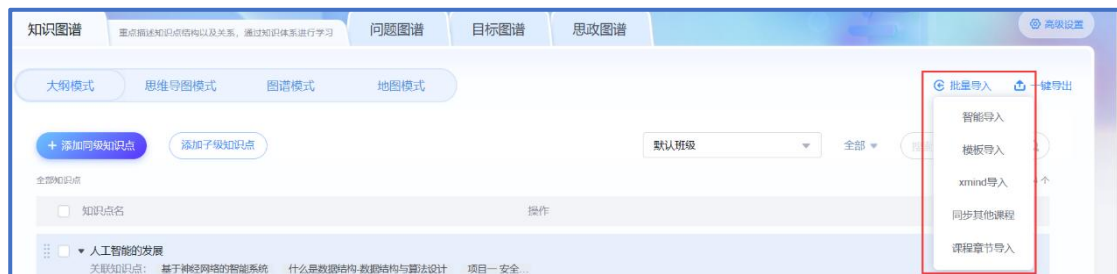 知识图谱 重点描述知识点结构以及关系，通过知识体系进行学习 问题图谱 目标图谱 思政图谱 高级设置
大纲模式 思维导图模式 图谱模式 地图模式 批量导入 一键导出
智能导入
+ 添加同级知识点 添加子级知识点 默认班级 全部 模板导入
全部知识点 xmind导入 个
知识点名 操作
同步其他课程
人工智能的发展 课程章节导入
关联知识点： 基于神经网络的智能系统 什么是数据结构-数据结构与算法设计 项目一 安全...